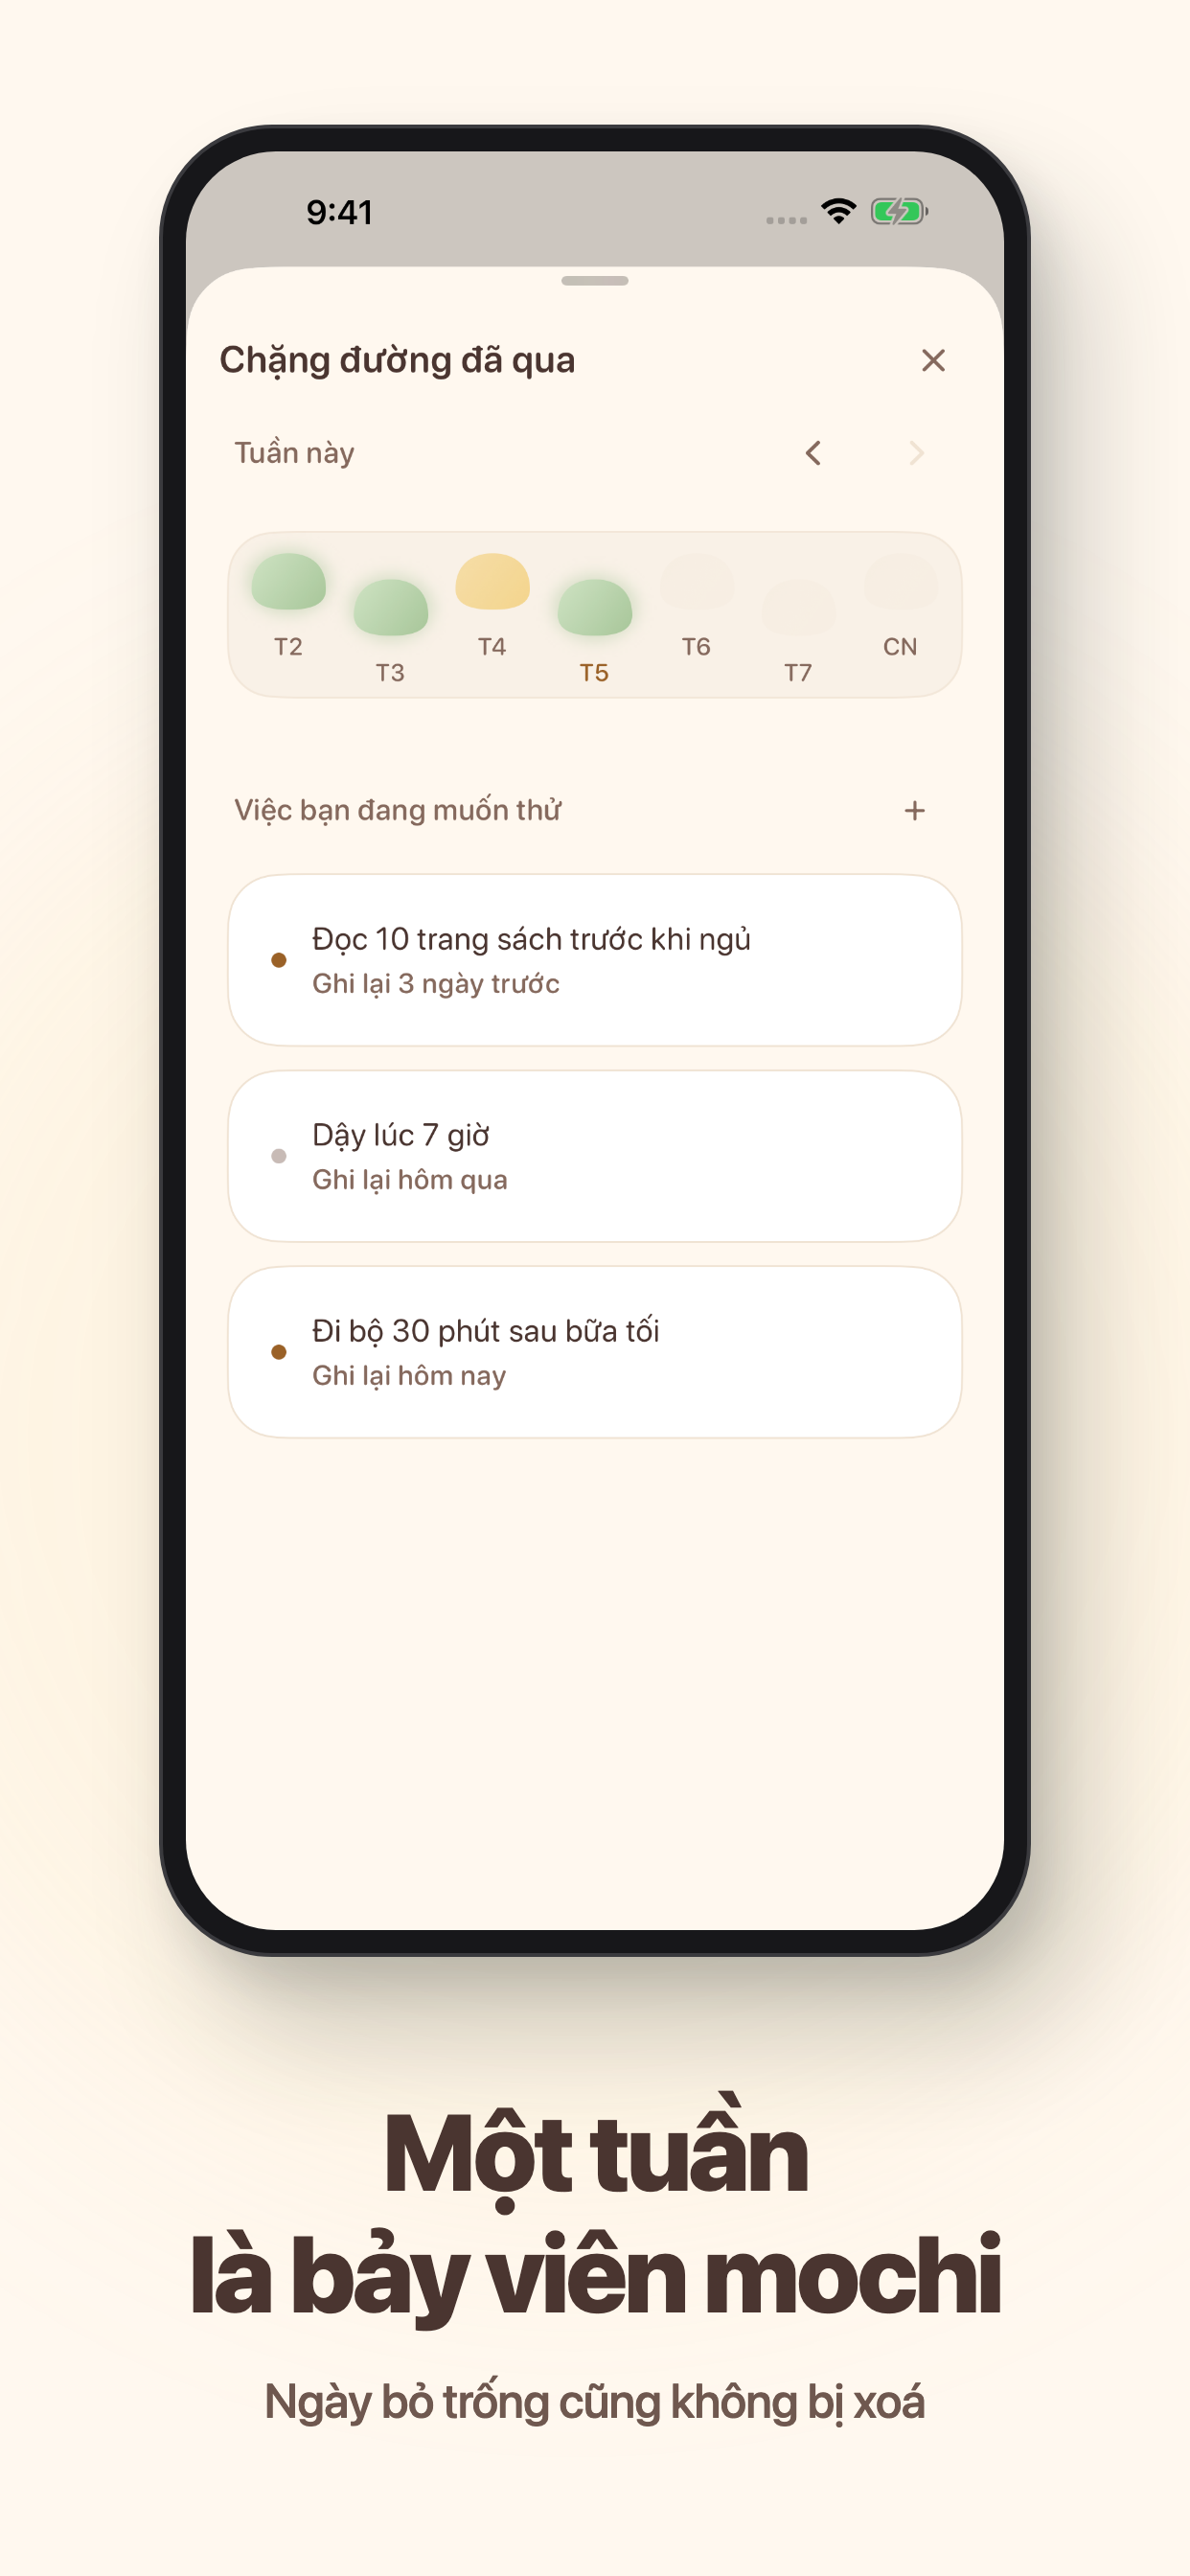 9:41
Chặng đường đã qua
Tuần này
T2
T3
T4
T5
T6
T7
CN
Việc bạn đang muốn thử
Đọc 10 trang sách trước khi ngủ
Ghi lại 3 ngày trước
Dậy lúc 7 giờ
Ghi lại hôm qua
Đi bộ 30 phút sau bữa tối
Ghi lại hôm nay
Một tuần
là bảy viên mochi
Ngày bỏ trống cũng không bị xoá